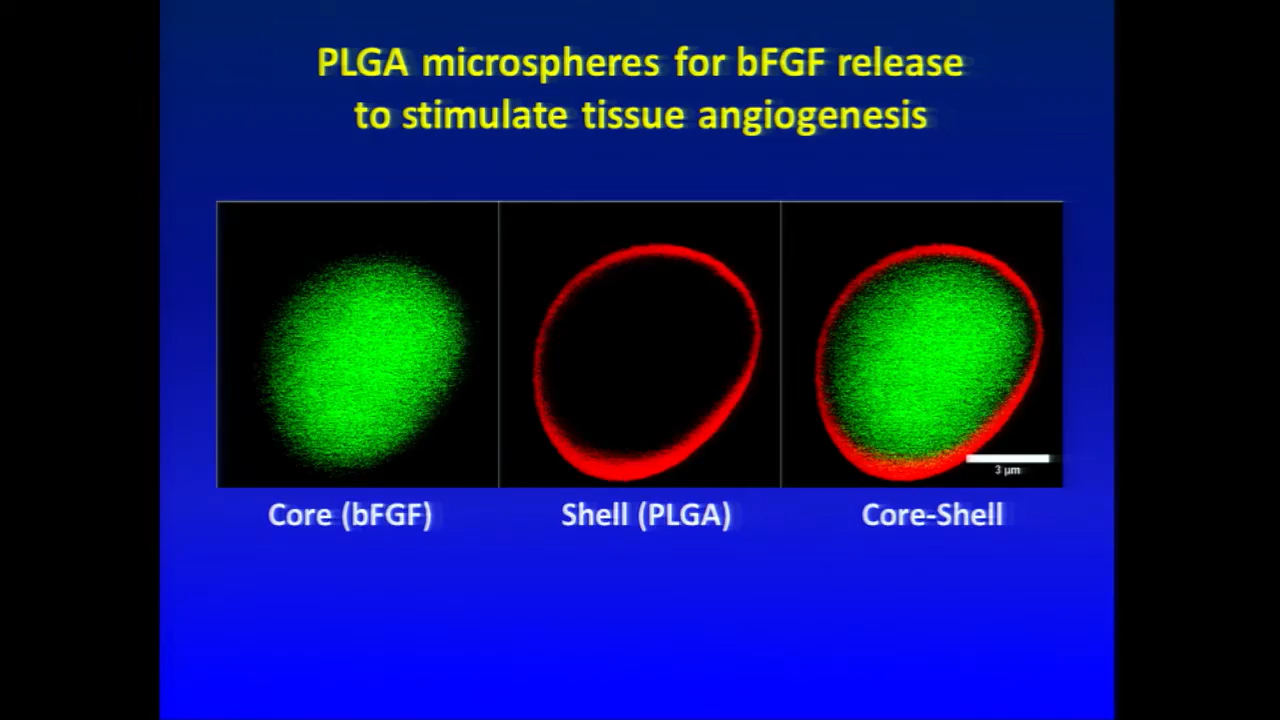 PLGA microspheres for bFGF release
to stimulate tissue angiogenesis
3 µm
Core (bFGF)
Shell (PLGA)
Core-Shell